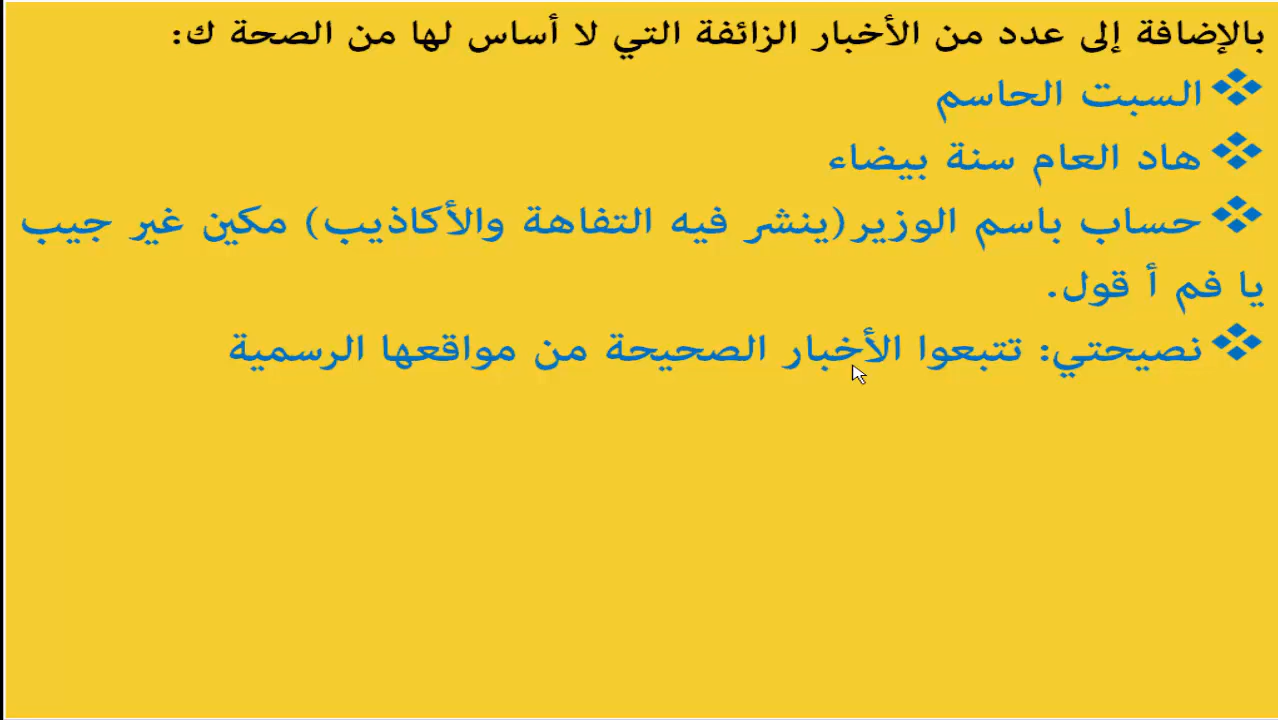 بالإضافة إلى عدد من الأخبار الزائفة التي لا أساس لها من الصحة ك:
❖السبت الحاسم
❖هاد العام سنة بيضاء
❖حساب باسم الوزير(ينشر فيه التفاهة والأكاذيب) مكين غير جيب
يا فم أ قول.
❖نصيحتي: تتبعوا الأخبار الصحيحة من مواقعها الرسمية